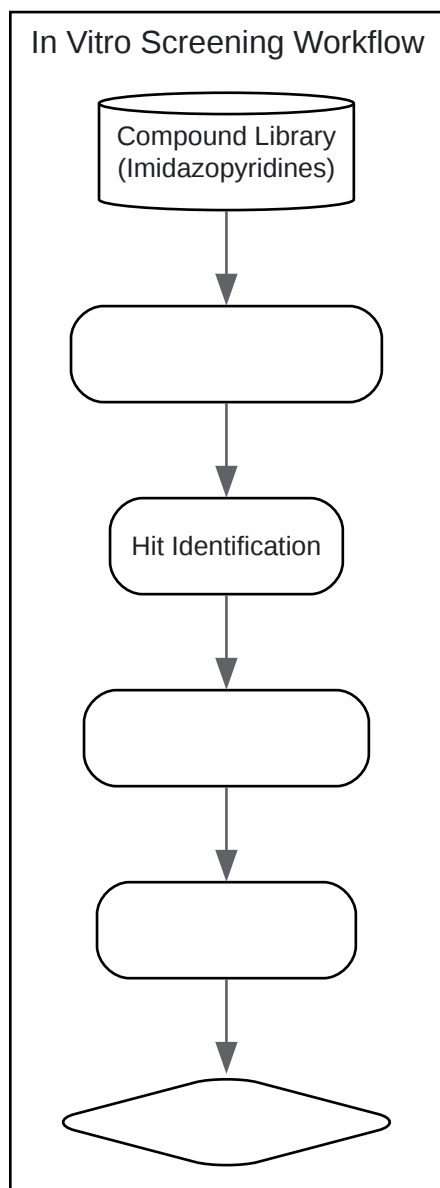 In Vitro Screening Workflow
Compound Library
(Imidazopyridines)
Hit Identification